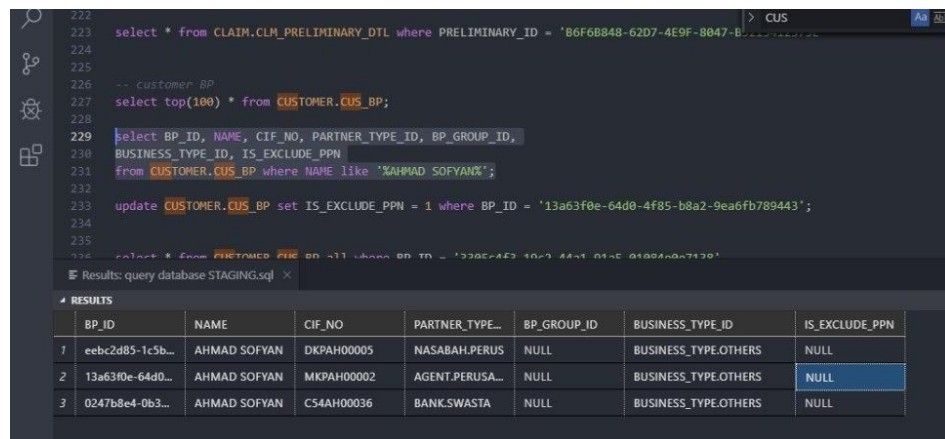 CUS
Aa
222
223 select * from CLAIM.CLM_PRELIMINARY_DTL where PRELIMINARY_ID = 'B6F6B848-62D7-4E9F-8047-
224
225
226 -- customer BP
227 select top(100) * from CUSTOMER.CUS_BP;
228
229 select BP_ID, NAME, CIF_NO, PARTNER_TYPE_ID, BP_GROUP_ID,
230 BUSINESS_TYPE_ID, IS_EXCLUDE_PPN
231 from CUSTOMER.CUS_BP where NAME like '%AHMAD SOFYAN%';
232
233 update CUSTOMER.CUS_BP set IS_EXCLUDE_PPN = 1 where BP_ID = '13a63f0e-64d0-4f85-b8a2-9ea6fb789443';
234
235
Results: query database STAGING.sql
RESULTS
BP_ID NAME CIF_NO PARTNER_TYPE... BP_GROUP_ID BUSINESS_TYPE_ID IS_EXCLUDE_PPN
1 eebc2d85-1c5b... AHMAD SOFYAN DKPAH00005 NASABAH.PERUS NULL BUSINESS_TYPE.OTHERS NULL
2 13a63f0e-64d0... AHMAD SOFYAN MKPAH00002 AGENT.PERUSA... NULL BUSINESS_TYPE.OTHERS NULL
3 0247b8e4-0b3... AHMAD SOFYAN C54AH00036 BANK.SWASTA NULL BUSINESS_TYPE.OTHERS NULL